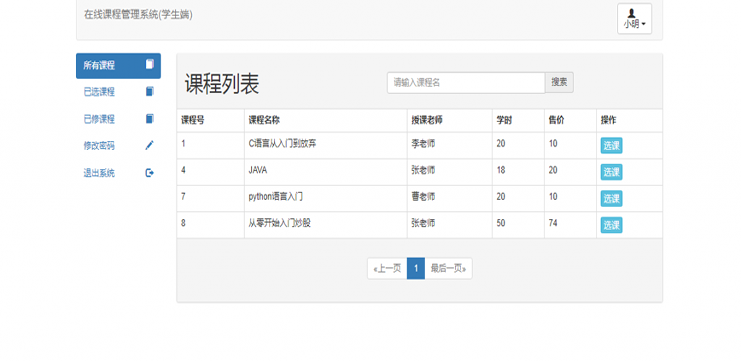 在线课程管理系统(学生端)
小明
所有课程
已选课程
已修课程
修改密码
退出系统
课程列表
请输入课程名 搜索
课程号 课程名称 授课老师 学时 售价 操作
1 C语言从入门到放弃 李老师 20 10 选课
4 JAVA 张老师 18 20 选课
7 python语言入门 曹老师 20 10 选课
8 从零开始入门炒股 张老师 50 74 选课
«上一页 1 最后一页»